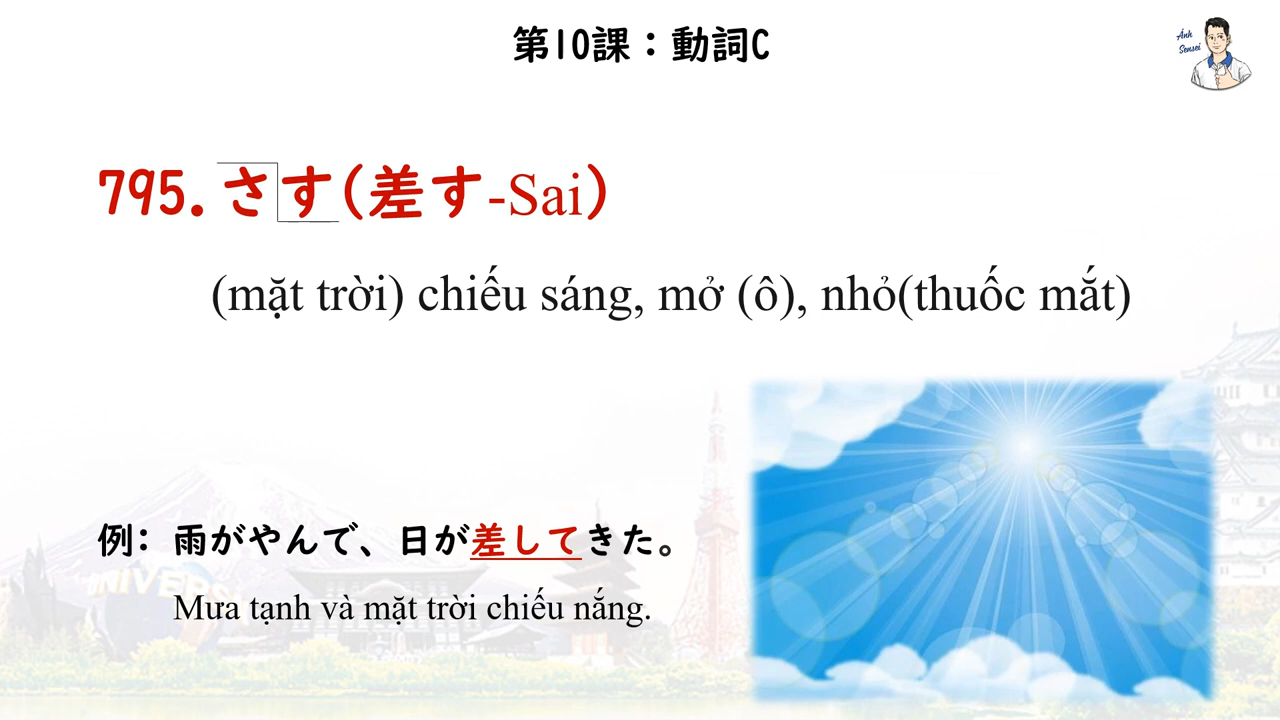 第10課：動詞C
Ánh
Sensei
795.さす(差す-Sai)
(mặt trời) chiếu sáng, mở (ô), nhỏ(thuốc mắt)
例: 雨がやんで、日が差してきた。
Mưa tạnh và mặt trời chiếu nắng.
UNIVERS